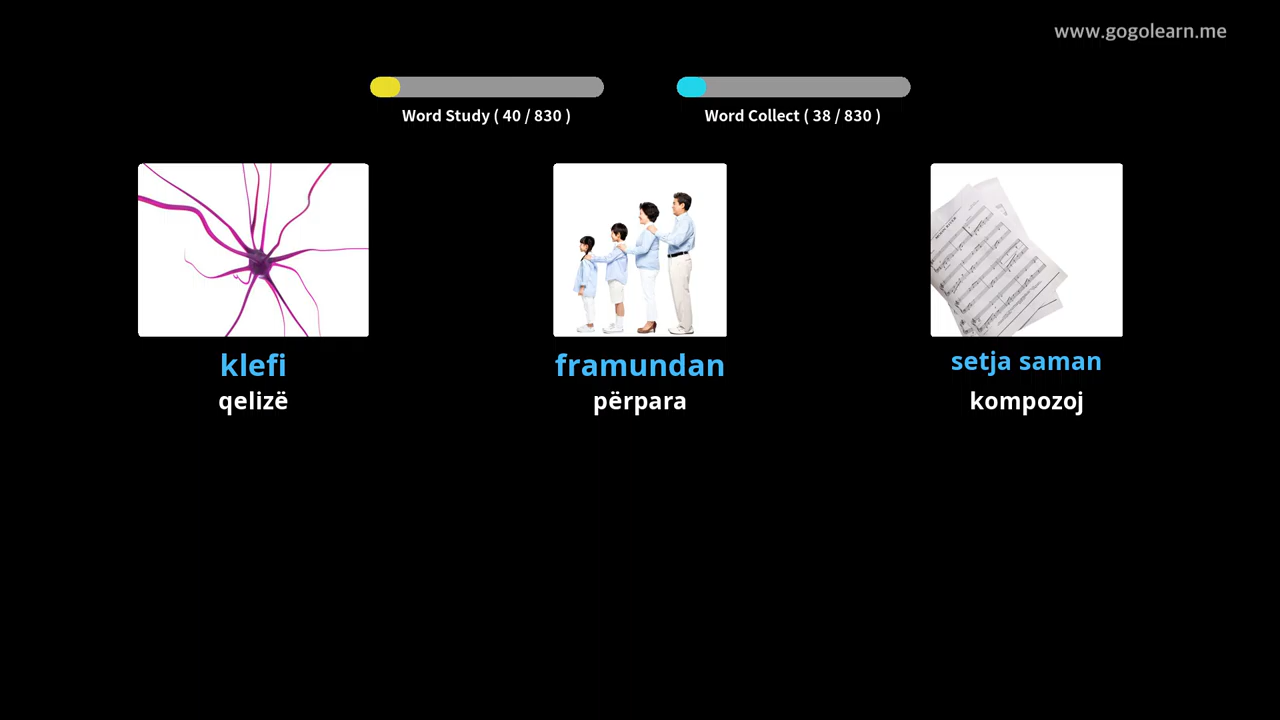 www.gogolearn.me
Word Study ( 40 / 830 )
Word Collect ( 38 / 830 )
klefi
qelizë
framundan
përpara
setja saman
kompozoj